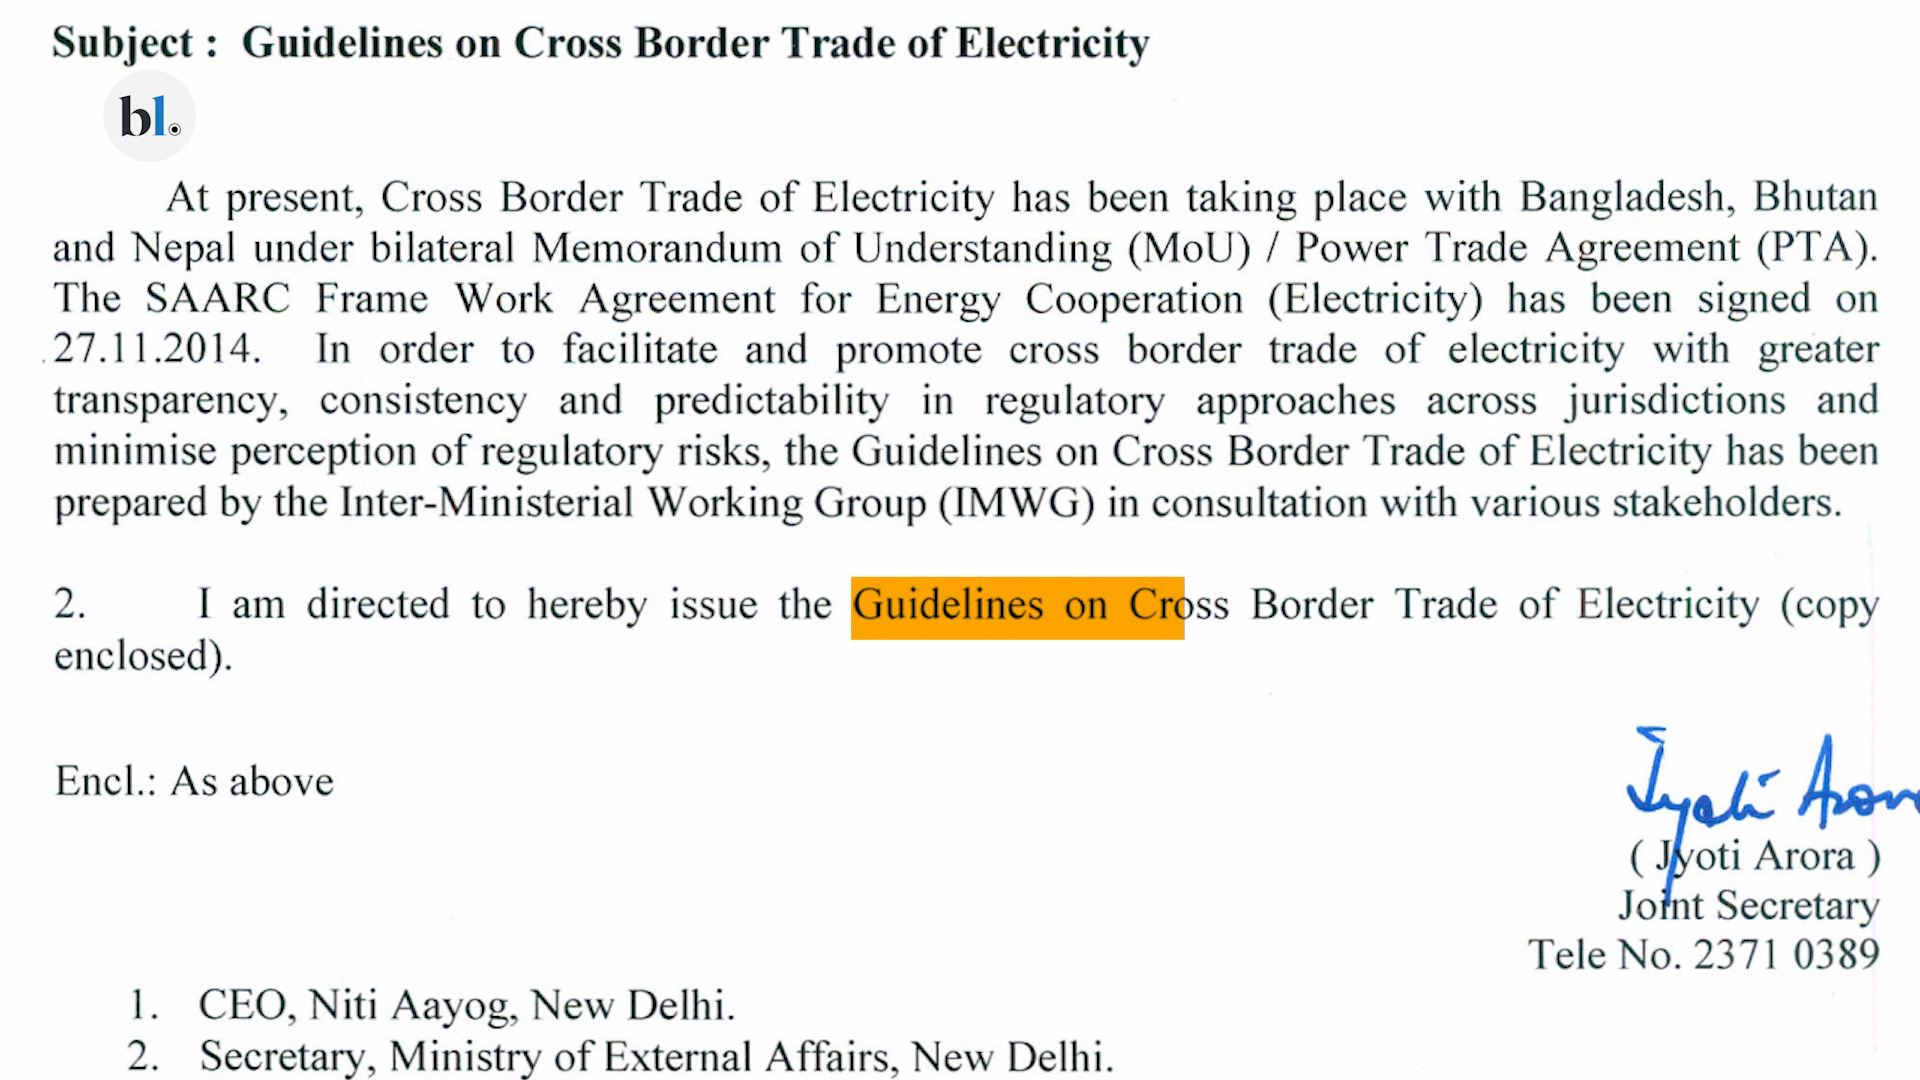 Subject : Guidelines on Cross Border Trade of Electricity
bl.
At present, Cross Border Trade of Electricity has been taking place with Bangladesh, Bhutan
and Nepal under bilateral Memorandum of Understanding (MoU) / Power Trade Agreement (PTA).
The SAARC Frame Work Agreement for Energy Cooperation (Electricity) has been signed on
27.11.2014. In order to facilitate and promote cross border trade of electricity with greater
transparency, consistency and predictability in regulatory approaches across jurisdictions and
minimise perception of regulatory risks, the Guidelines on Cross Border Trade of Electricity has been
prepared by the Inter-Ministerial Working Group (IMWG) in consultation with various stakeholders.
2. I am directed to hereby issue the Guidelines on Cross Border Trade of Electricity (copy
enclosed).
Encl.: As above
Jyoti Arora
( Jyoti Arora )
Joint Secretary
Tele No. 2371 0389
1. CEO, Niti Aayog, New Delhi.
2. Secretary, Ministry of External Affairs, New Delhi.